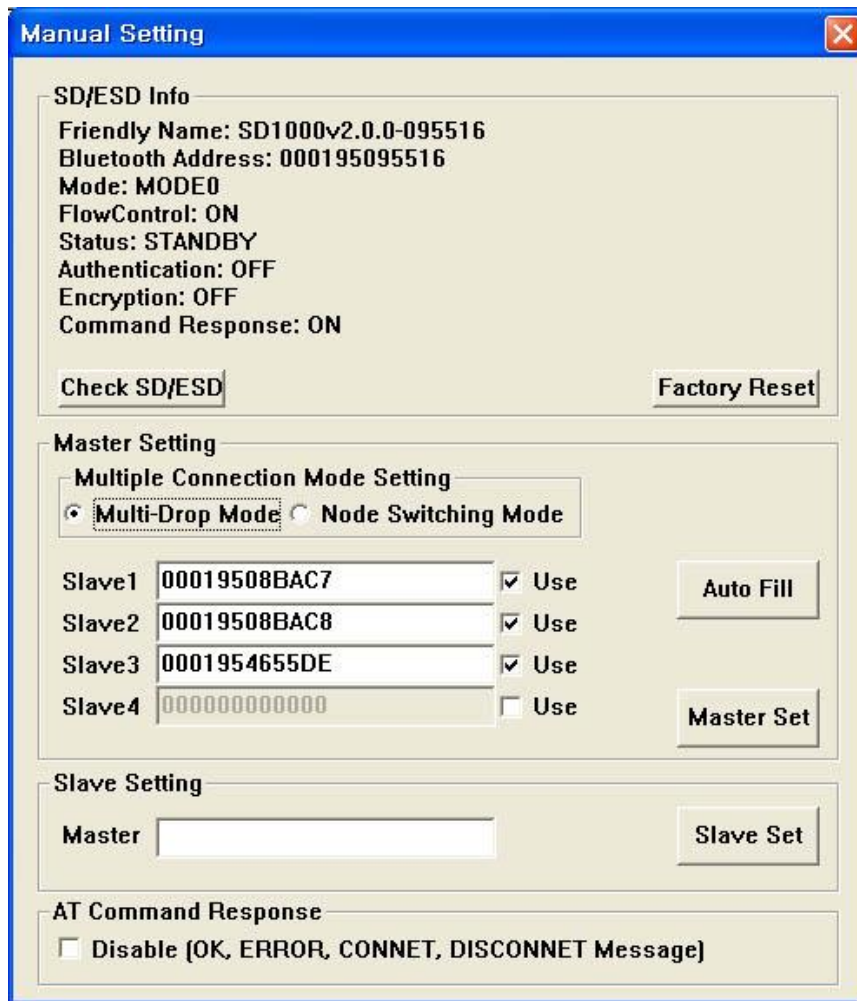 Manual Setting
SD/ESD Info
Friendly Name: SD1000v2.0.0-095516
Bluetooth Address: 000195095516
Mode: MODE0
FlowControl: ON
Status: STANDBY
Authentication: OFF
Encryption: OFF
Command Response: ON
Check SD/ESD Factory Reset
Master Setting
Multiple Connection Mode Setting
Multi-Drop Mode Node Switching Mode
Slave1 00019508BAC7 Use
Auto Fill
Slave2 00019508BAC8 Use
Slave3 0001954655DE Use
Slave4 000000000000 Use
Master Set
Slave Setting
Master Slave Set
AT Command Response
Disable (OK, ERROR, CONNET, DISCONNET Message)